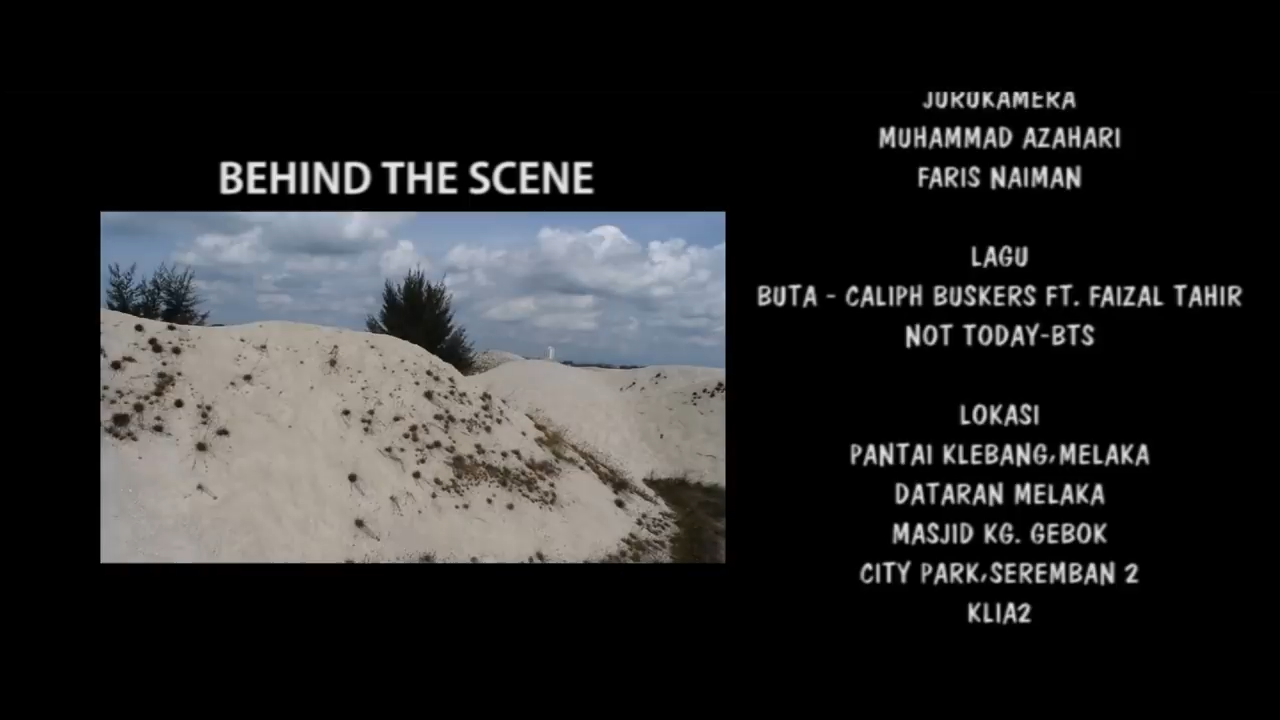 BEHIND THE SCENE
JURUKAMERA
MUHAMMAD AZAHARI
FARIS NAIMAN
LAGU
BUTA - CALIPH BUSKERS FT. FAIZAL TAHIR
NOT TODAY-BTS
LOKASI
PANTAI KLEBANG,MELAKA
DATARAN MELAKA
MASJID KG. GEBOK
CITY PARK,SEREMBAN 2
KLIA2